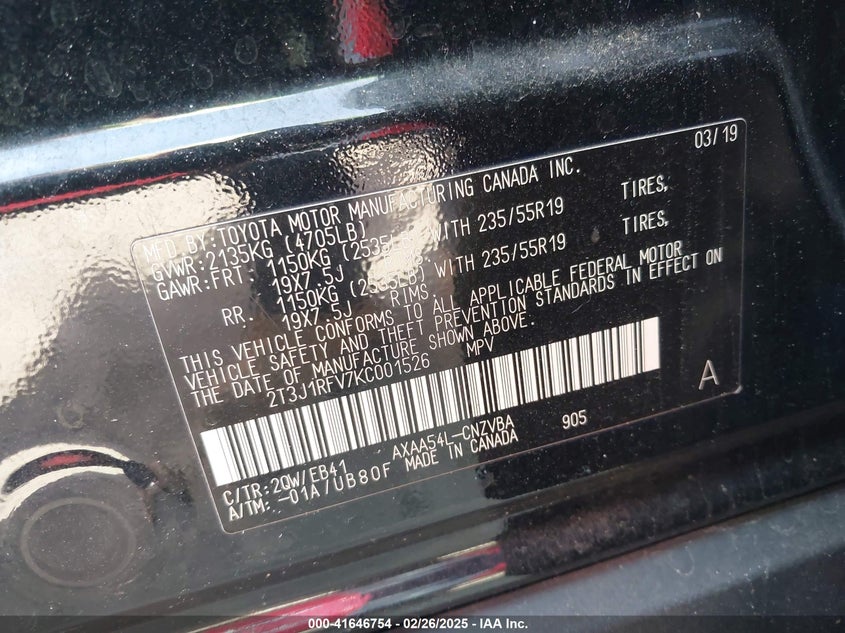 03/19
MFD BY:TOYOTA MOTOR MANUFACTURING CANADA INC.
GVWR:2135KG (4705LB)
GAWR:FRT 1150KG (2535LB) WITH 235/55R19 TIRES,
19X7.5J RIMS,
RR. 1150KG (2535LB) WITH 235/55R19 TIRES,
19X7.5J RIMS.
THIS VEHICLE CONFORMS TO ALL APPLICABLE FEDERAL MOTOR
VEHICLE SAFETY AND THEFT PREVENTION STANDARDS IN EFFECT ON
THE DATE OF MANUFACTURE SHOWN ABOVE.
2T3J1RFV7KC001526 MPV
A
C/TR:2QW/EB41 AXAA54L-CNZVBA 905
A/TM:-01A/UB80F MADE IN CANADA
000-41646754 - 02/26/2025 - IAA Inc.